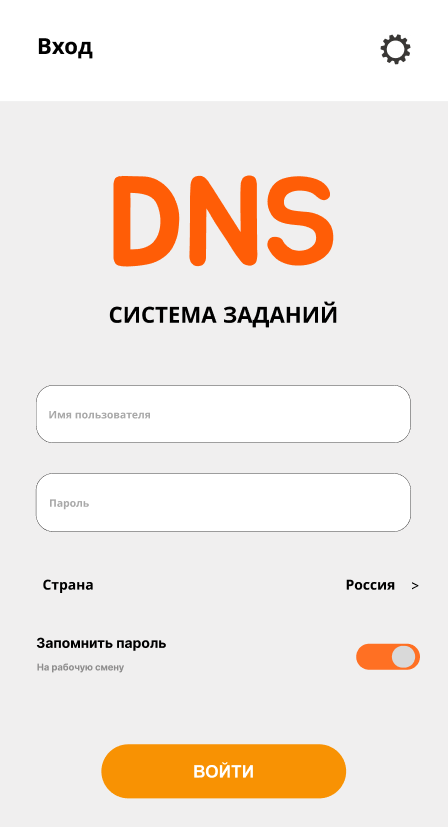 Вход
DNS
СИСТЕМА ЗАДАНИЙ
Имя пользователя
Пароль
Страна Россия >
Запомнить пароль
На рабочую смену
ВОЙТИ